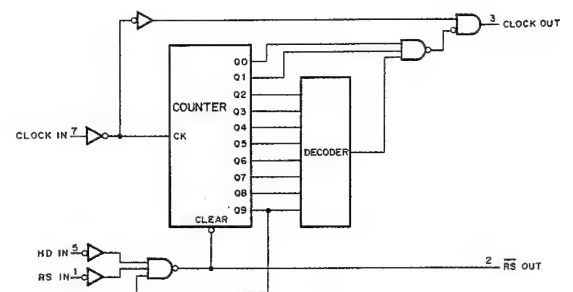 3 CLOCK OUT
Q0
Q1
COUNTER
Q2
Q3
Q4
DECODER
CLOCK IN 7
CK
Q5
Q6
Q7
Q8
Q9
CLEAR
HD IN 5
RS IN 1
2 RS OUT